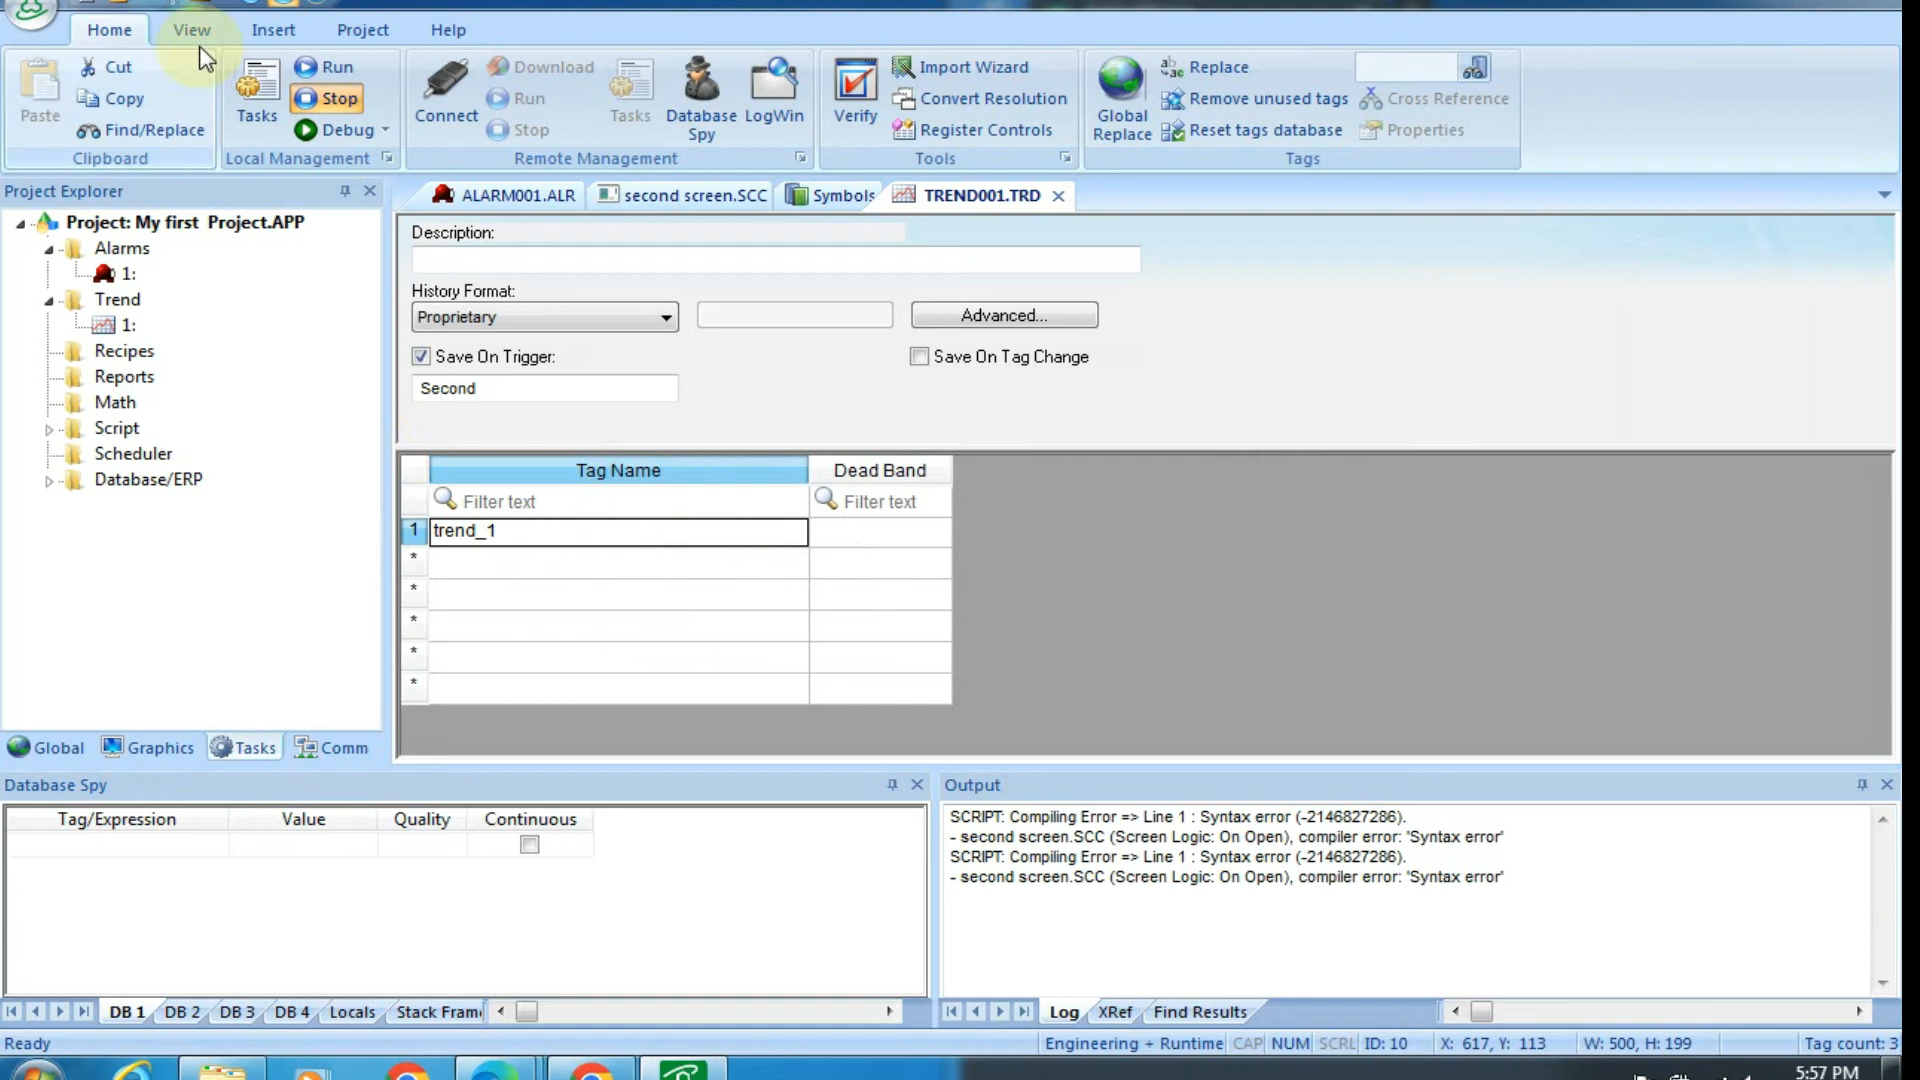 Home View Insert Project Help
Paste Cut Copy Find/Replace
Clipboard
Tasks Run Stop Debug
Local Management
Connect Download Run Stop Tasks Database Spy LogWin
Remote Management
Verify Import Wizard Convert Resolution Register Controls
Tools
Global Replace Replace Remove unused tags Reset tags database Cross Reference Properties
Tags
Project Explorer
Project: My first Project.APP
Alarms
1:
Trend
1:
Recipes
Reports
Math
Script
Scheduler
Database/ERP
Global Graphics Tasks Comm
ALARM001.ALR second screen.SCC Symbols TREND001.TRD
Description:
History Format:
Proprietary Advanced...
Save On Trigger: Save On Tag Change
Second
Tag Name Dead Band
Filter text Filter text
1 trend_1
*
*
*
*
*
Database Spy
Tag/Expression Value Quality Continuous
DB 1 DB 2 DB 3 DB 4 Locals Stack Fram
Output
SCRIPT: Compiling Error => Line 1 : Syntax error (-2146827286).
- second screen.SCC (Screen Logic: On Open), compiler error: 'Syntax error'
SCRIPT: Compiling Error => Line 1 : Syntax error (-2146827286).
- second screen.SCC (Screen Logic: On Open), compiler error: 'Syntax error'
Log XRef Find Results
Ready Engineering + Runtime CAP NUM SCRL ID: 10 X: 617, Y: 113 W: 500, H: 199 Tag count: 3
5:57 PM